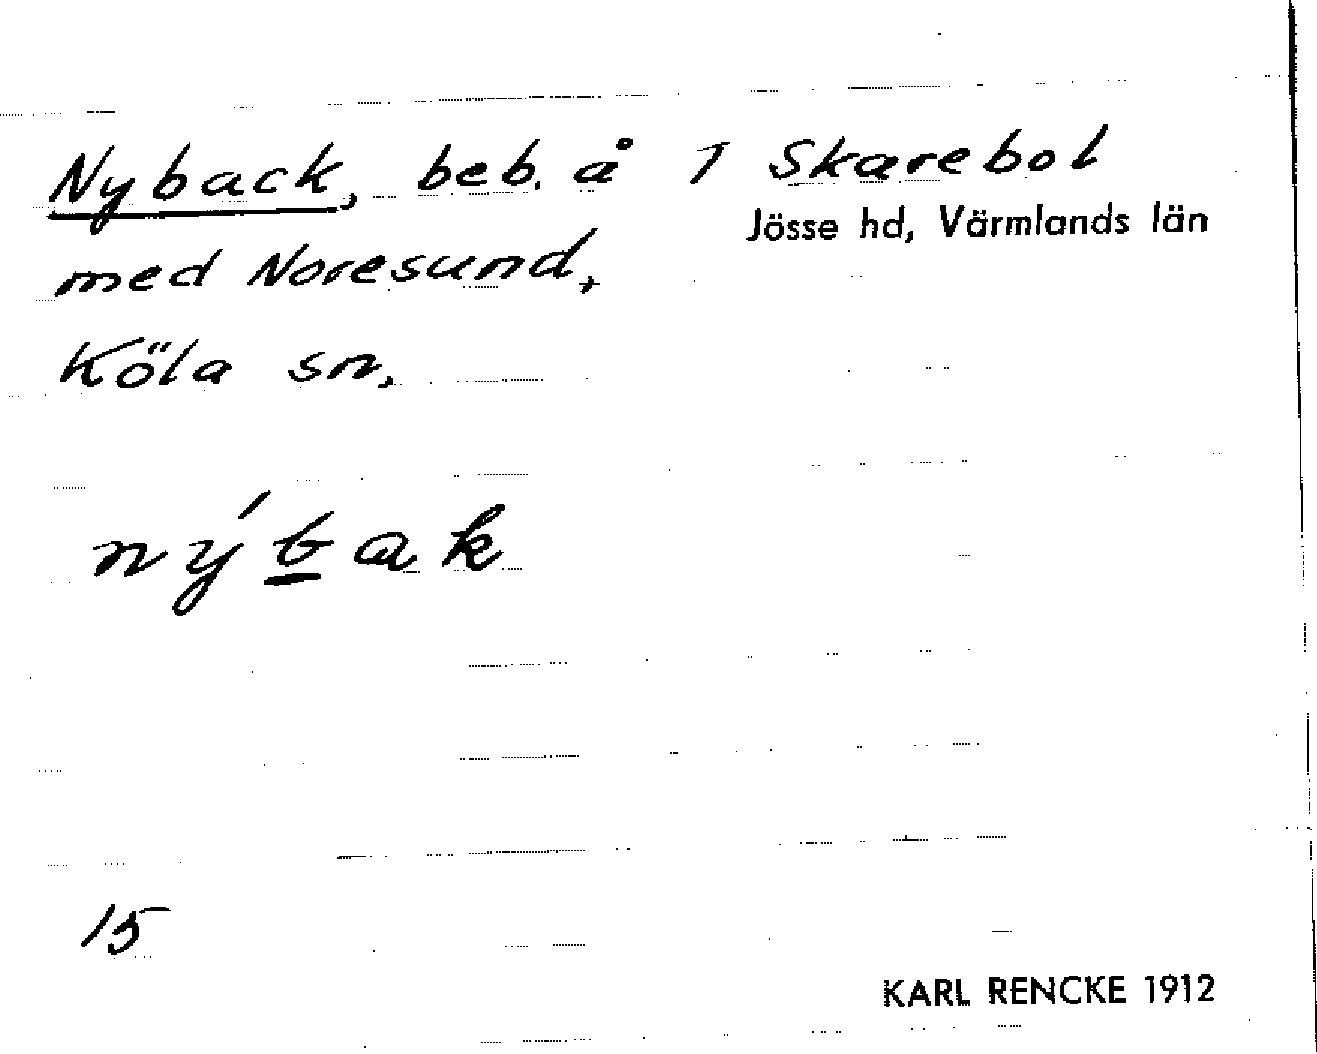 Nyback, beb. å 1 Skarebol
Jösse hd, Värmlands län
med Noresund,
Köla sn.
nýbak
15
KARL RENCKE 1912